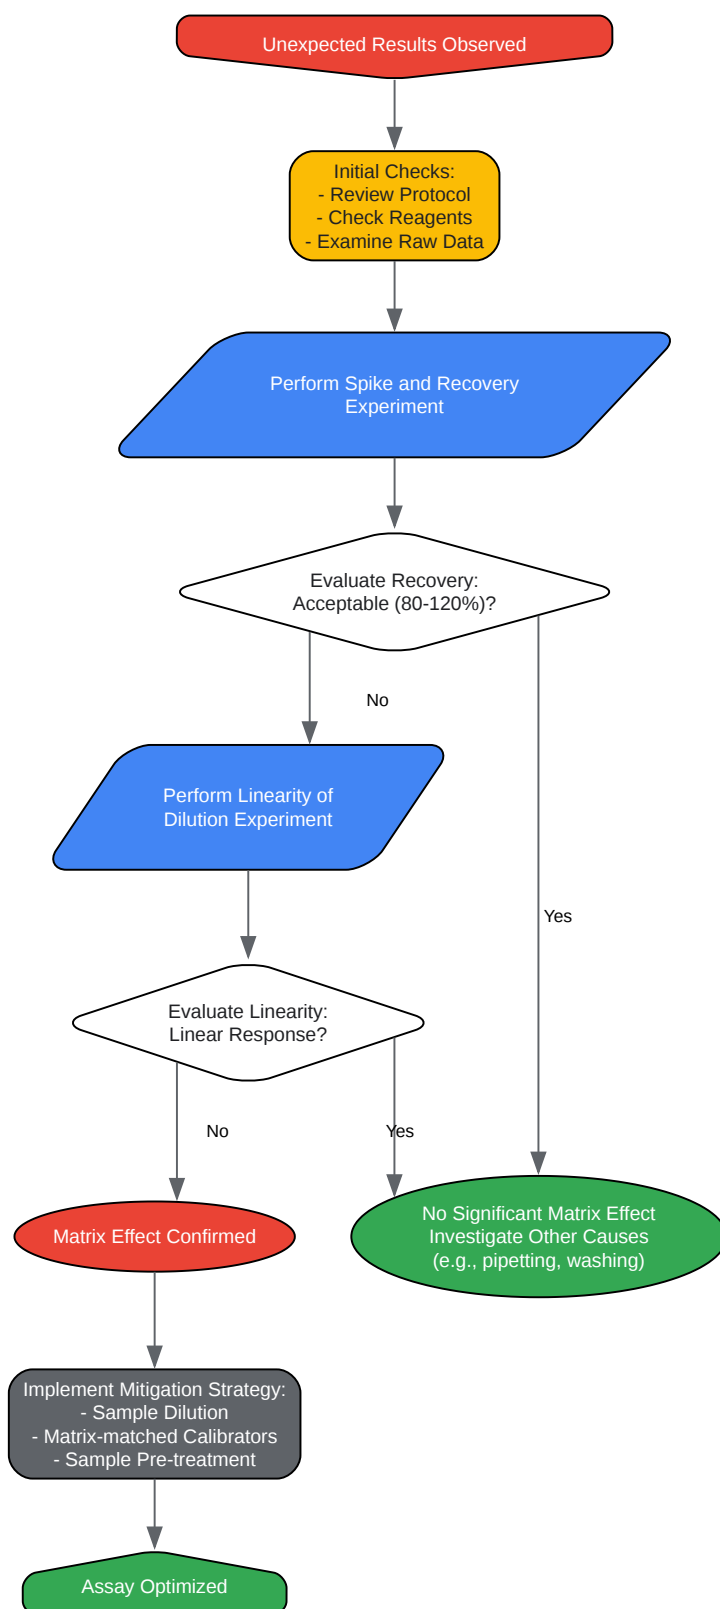 Unexpected Results Observed
Initial Checks:
- Review Protocol
- Check Reagents
- Examine Raw Data
Perform Spike and Recovery
Experiment
Evaluate Recovery:
Acceptable (80-120%)?
No
Perform Linearity of
Dilution Experiment
Yes
Evaluate Linearity:
Linear Response?
No
Yes
Matrix Effect Confirmed
No Significant Matrix Effect
Investigate Other Causes
(e.g., pipetting, washing)
Implement Mitigation Strategy:
- Sample Dilution
- Matrix-matched Calibrators
- Sample Pre-treatment
Assay Optimized